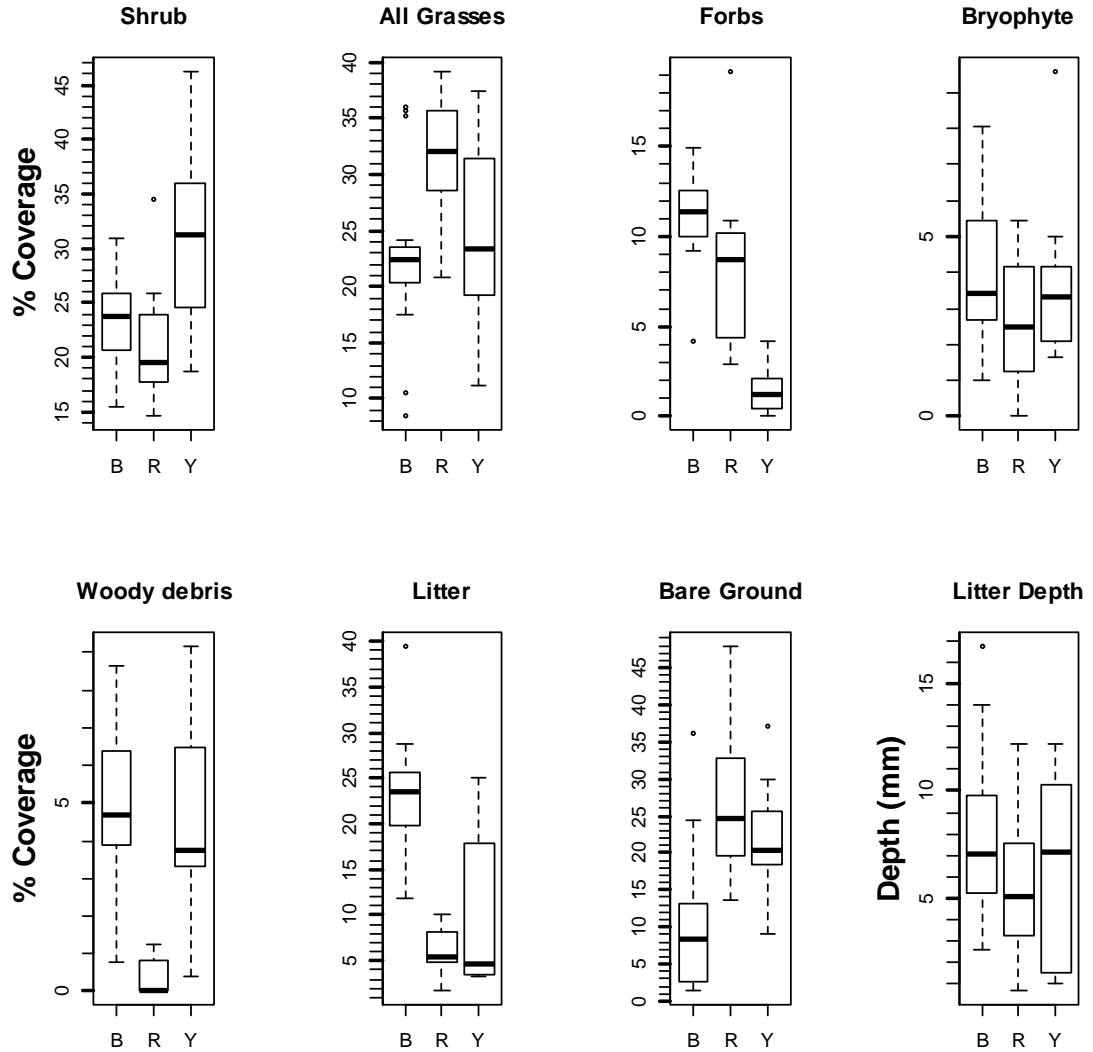 Shrub All Grasses Forbs Bryophyte
% Coverage
15 20 25 30 35 40 45
B R Y
10 15 20 25 30 35 40
B R Y
0 5 10 15
B R Y
0 5
B R Y
Woody debris Litter Bare Ground Litter Depth
% Coverage
0 5
B R Y
5 10 15 20 25 30 35 40
B R Y
0 5 10 15 20 25 30 35 40 45
B R Y
Depth (mm)
5 10 15
B R Y